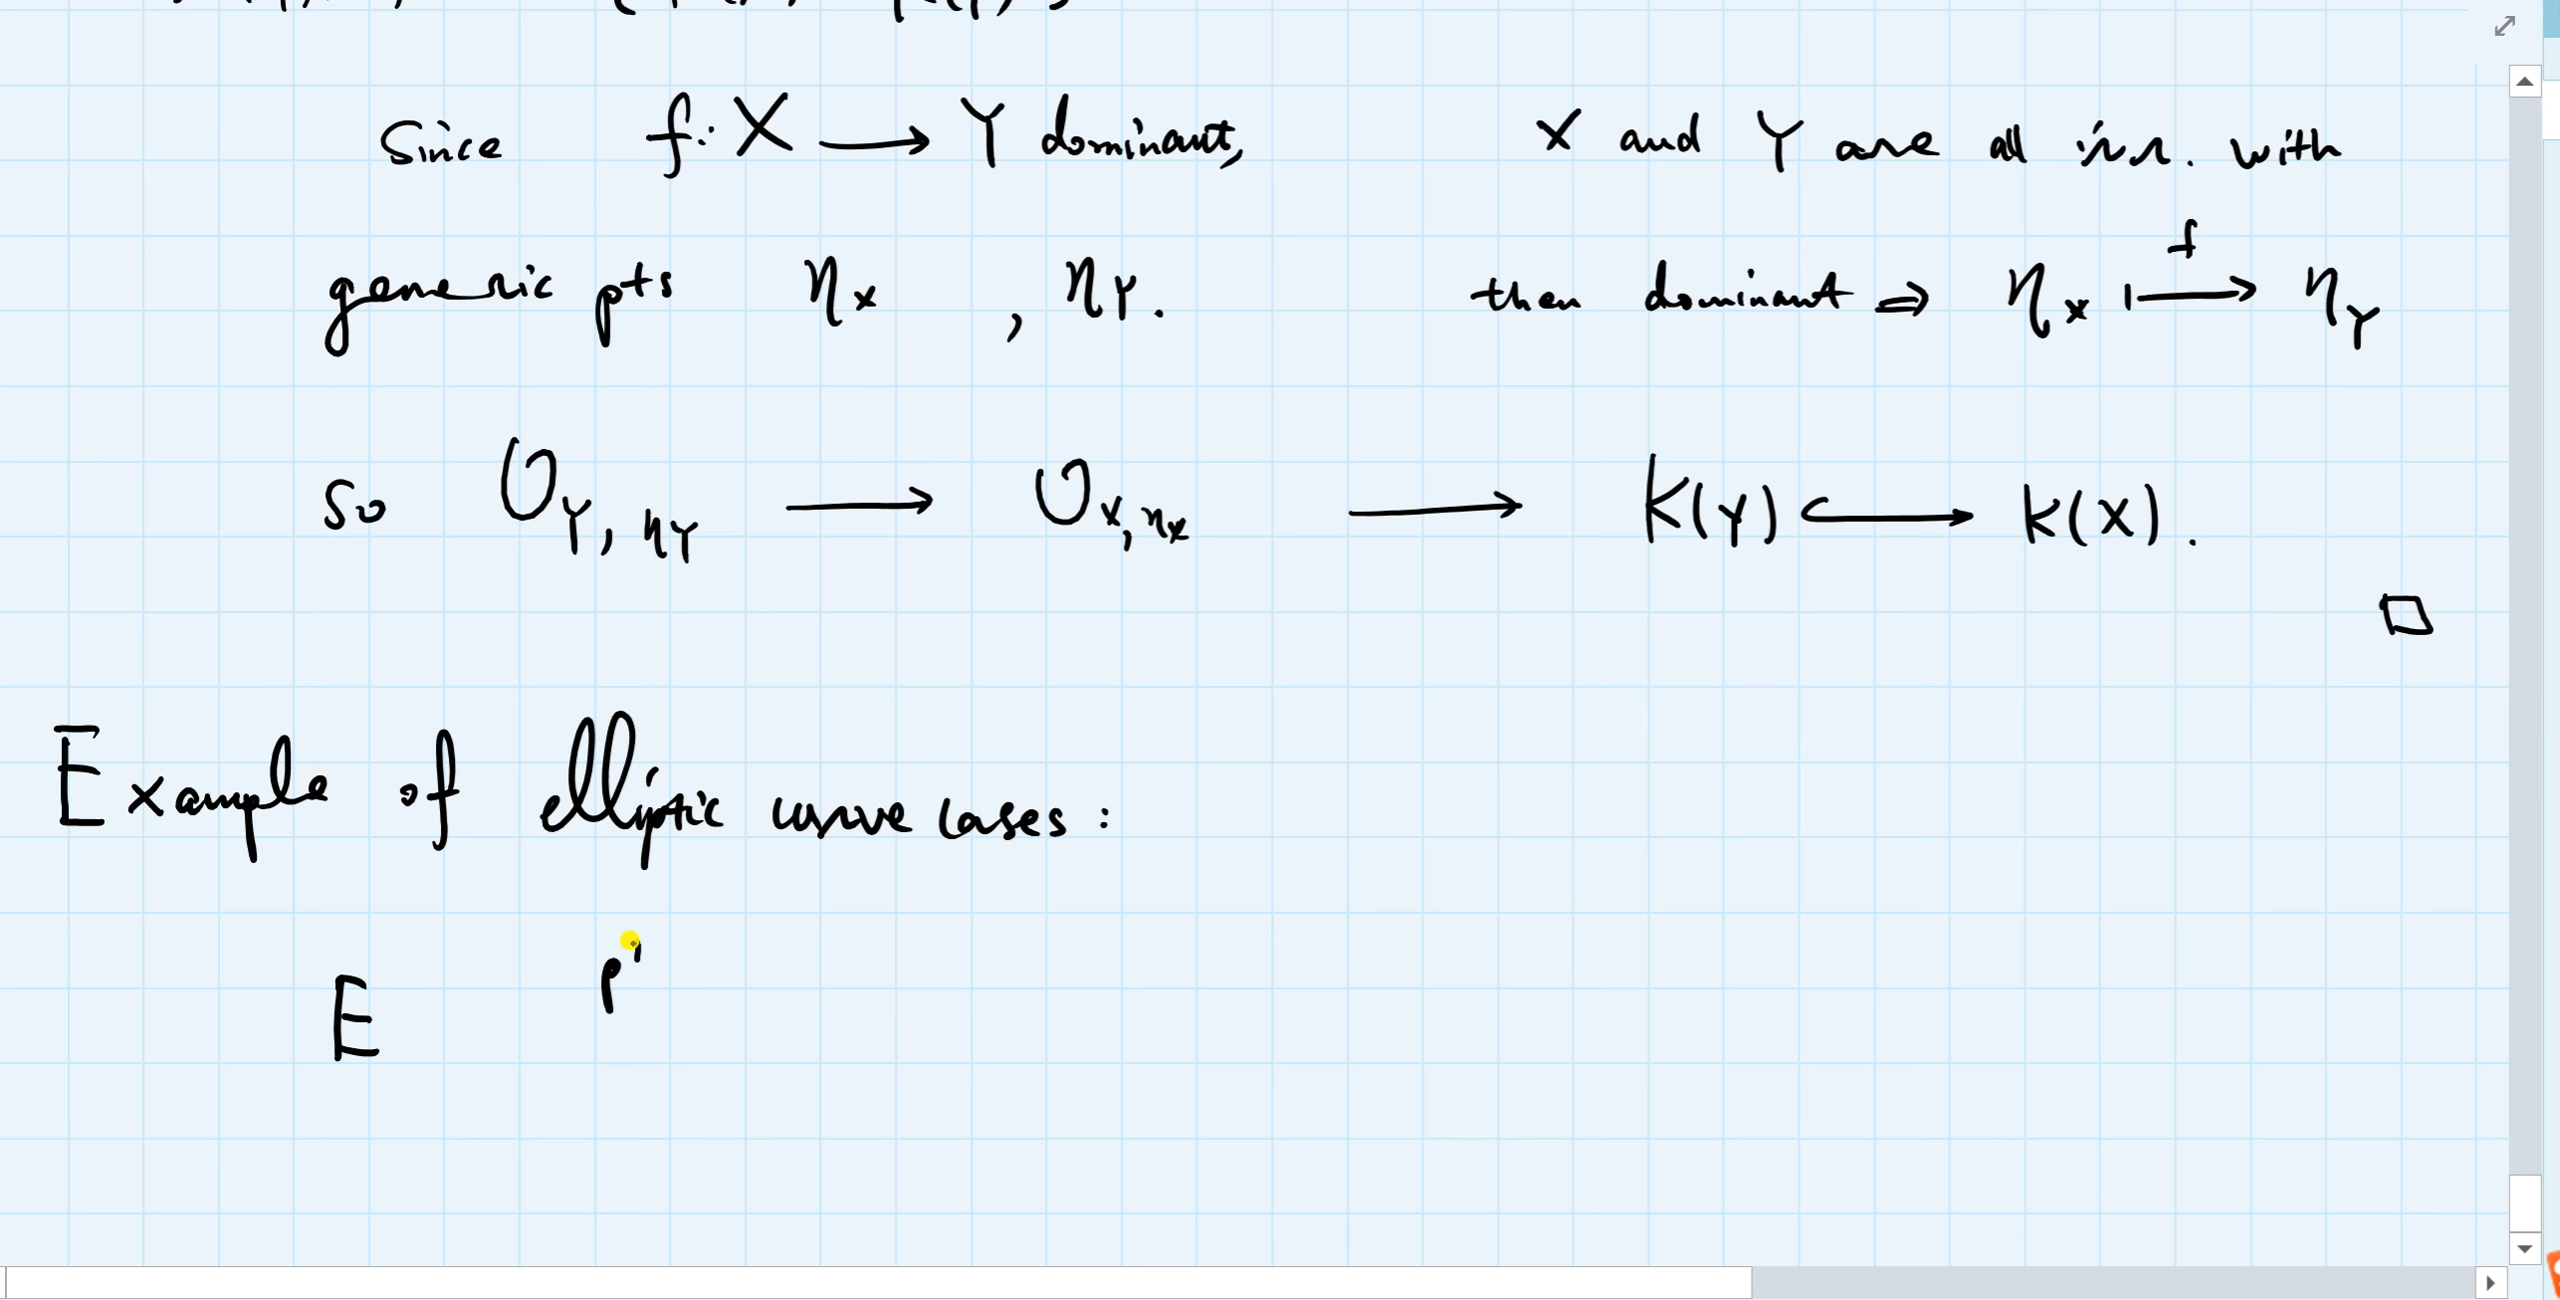 Since f: X ⟶ Y dominant, X and Y are all irr. with
generic pts η_X , η_Y. then dominant ⇒ η_X ⟼ η_Y
f
so O_{Y, η_Y} ⟶ O_{X, η_X} ⟶ K(Y) ↪ K(X).
□
Example of elliptic curve cases :
E P'